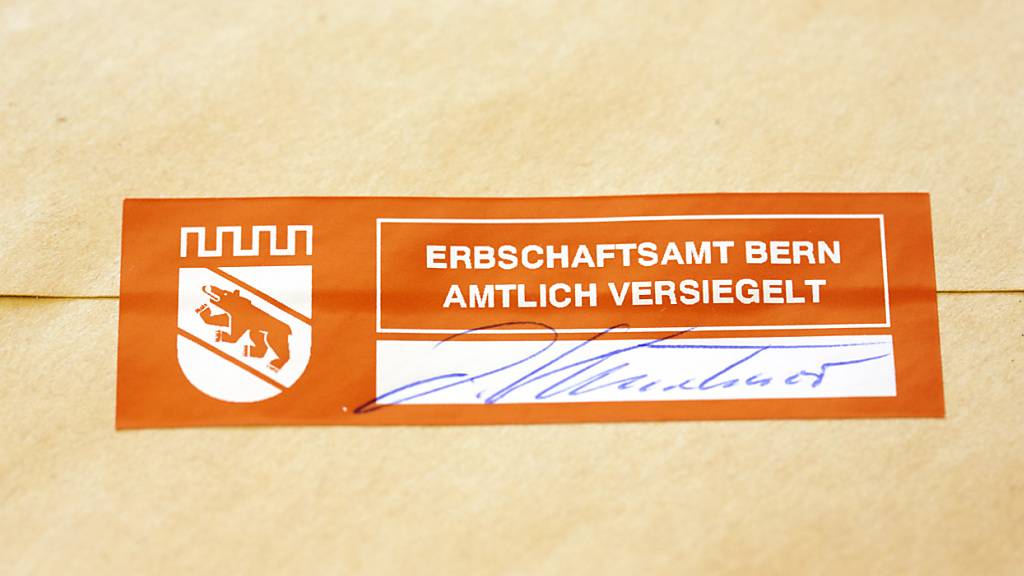 ERBSCHAFTSAMT BERN
AMTLICH VERSIEGELT